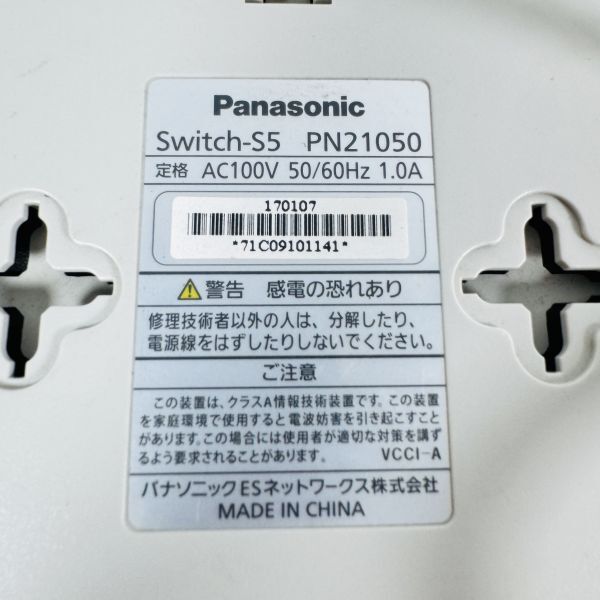 Panasonic
Switch-S5 PN21050
定格 AC100V 50/60Hz 1.0A
170107
*71C09101141*
警告 感電の恐れあり
修理技術者以外の人は、分解したり、
電源線をはずしたりしないでください。
ご注意
この装置は、クラスA情報技術装置です。この装置
を家庭環境で使用すると電波妨害を引き起こすこと
があります。この場合には使用者が適切な対策を講ず
るよう要求されることがあります。 VCCI-A
パナソニックESネットワークス株式会社
MADE IN CHINA